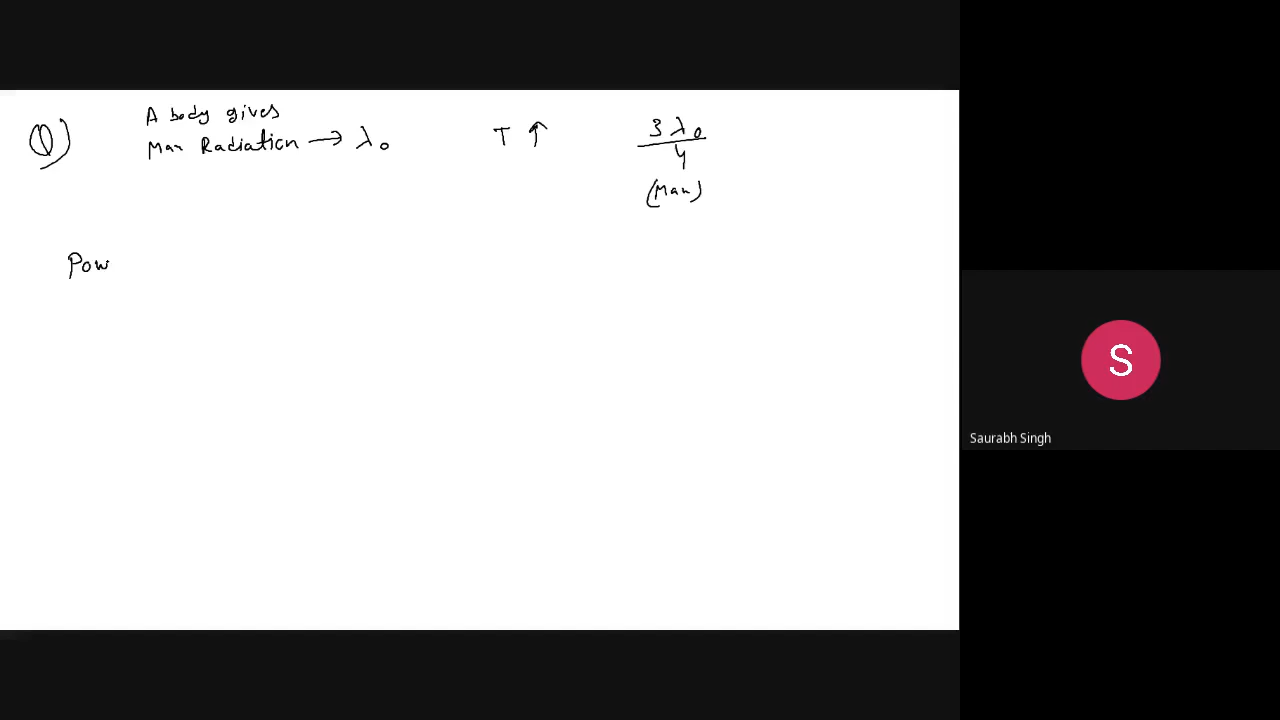 Q) A body gives
Max Radiation → λ₀ T ↑ 3λ₀/4
(Max)
Pow
S
Saurabh Singh